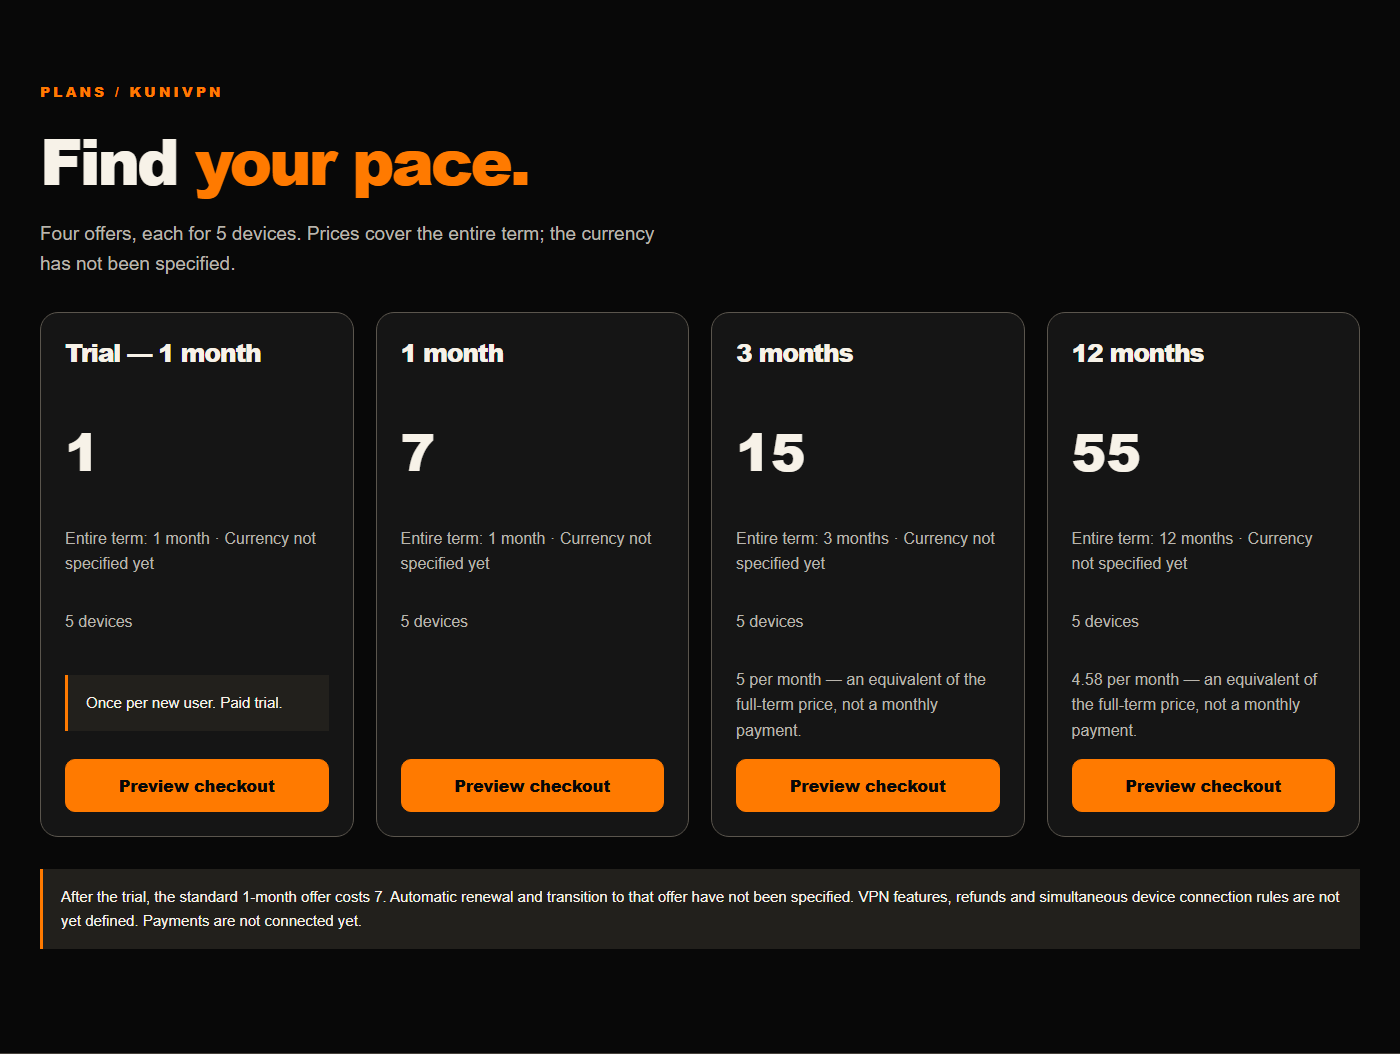 PLANS / KUNIVPN
Find your pace.
Four offers, each for 5 devices. Prices cover the entire term; the currency
has not been specified.
Trial — 1 month
1
Entire term: 1 month · Currency not
specified yet
5 devices
Once per new user. Paid trial.
Preview checkout
1 month
7
Entire term: 1 month · Currency not
specified yet
5 devices
Preview checkout
3 months
15
Entire term: 3 months · Currency not
specified yet
5 devices
5 per month — an equivalent of the
full-term price, not a monthly
payment.
Preview checkout
12 months
55
Entire term: 12 months · Currency
not specified yet
5 devices
4.58 per month — an equivalent of
the full-term price, not a monthly
payment.
Preview checkout
After the trial, the standard 1-month offer costs 7. Automatic renewal and transition to that offer have not been specified. VPN features, refunds and simultaneous device connection rules are not
yet defined. Payments are not connected yet.